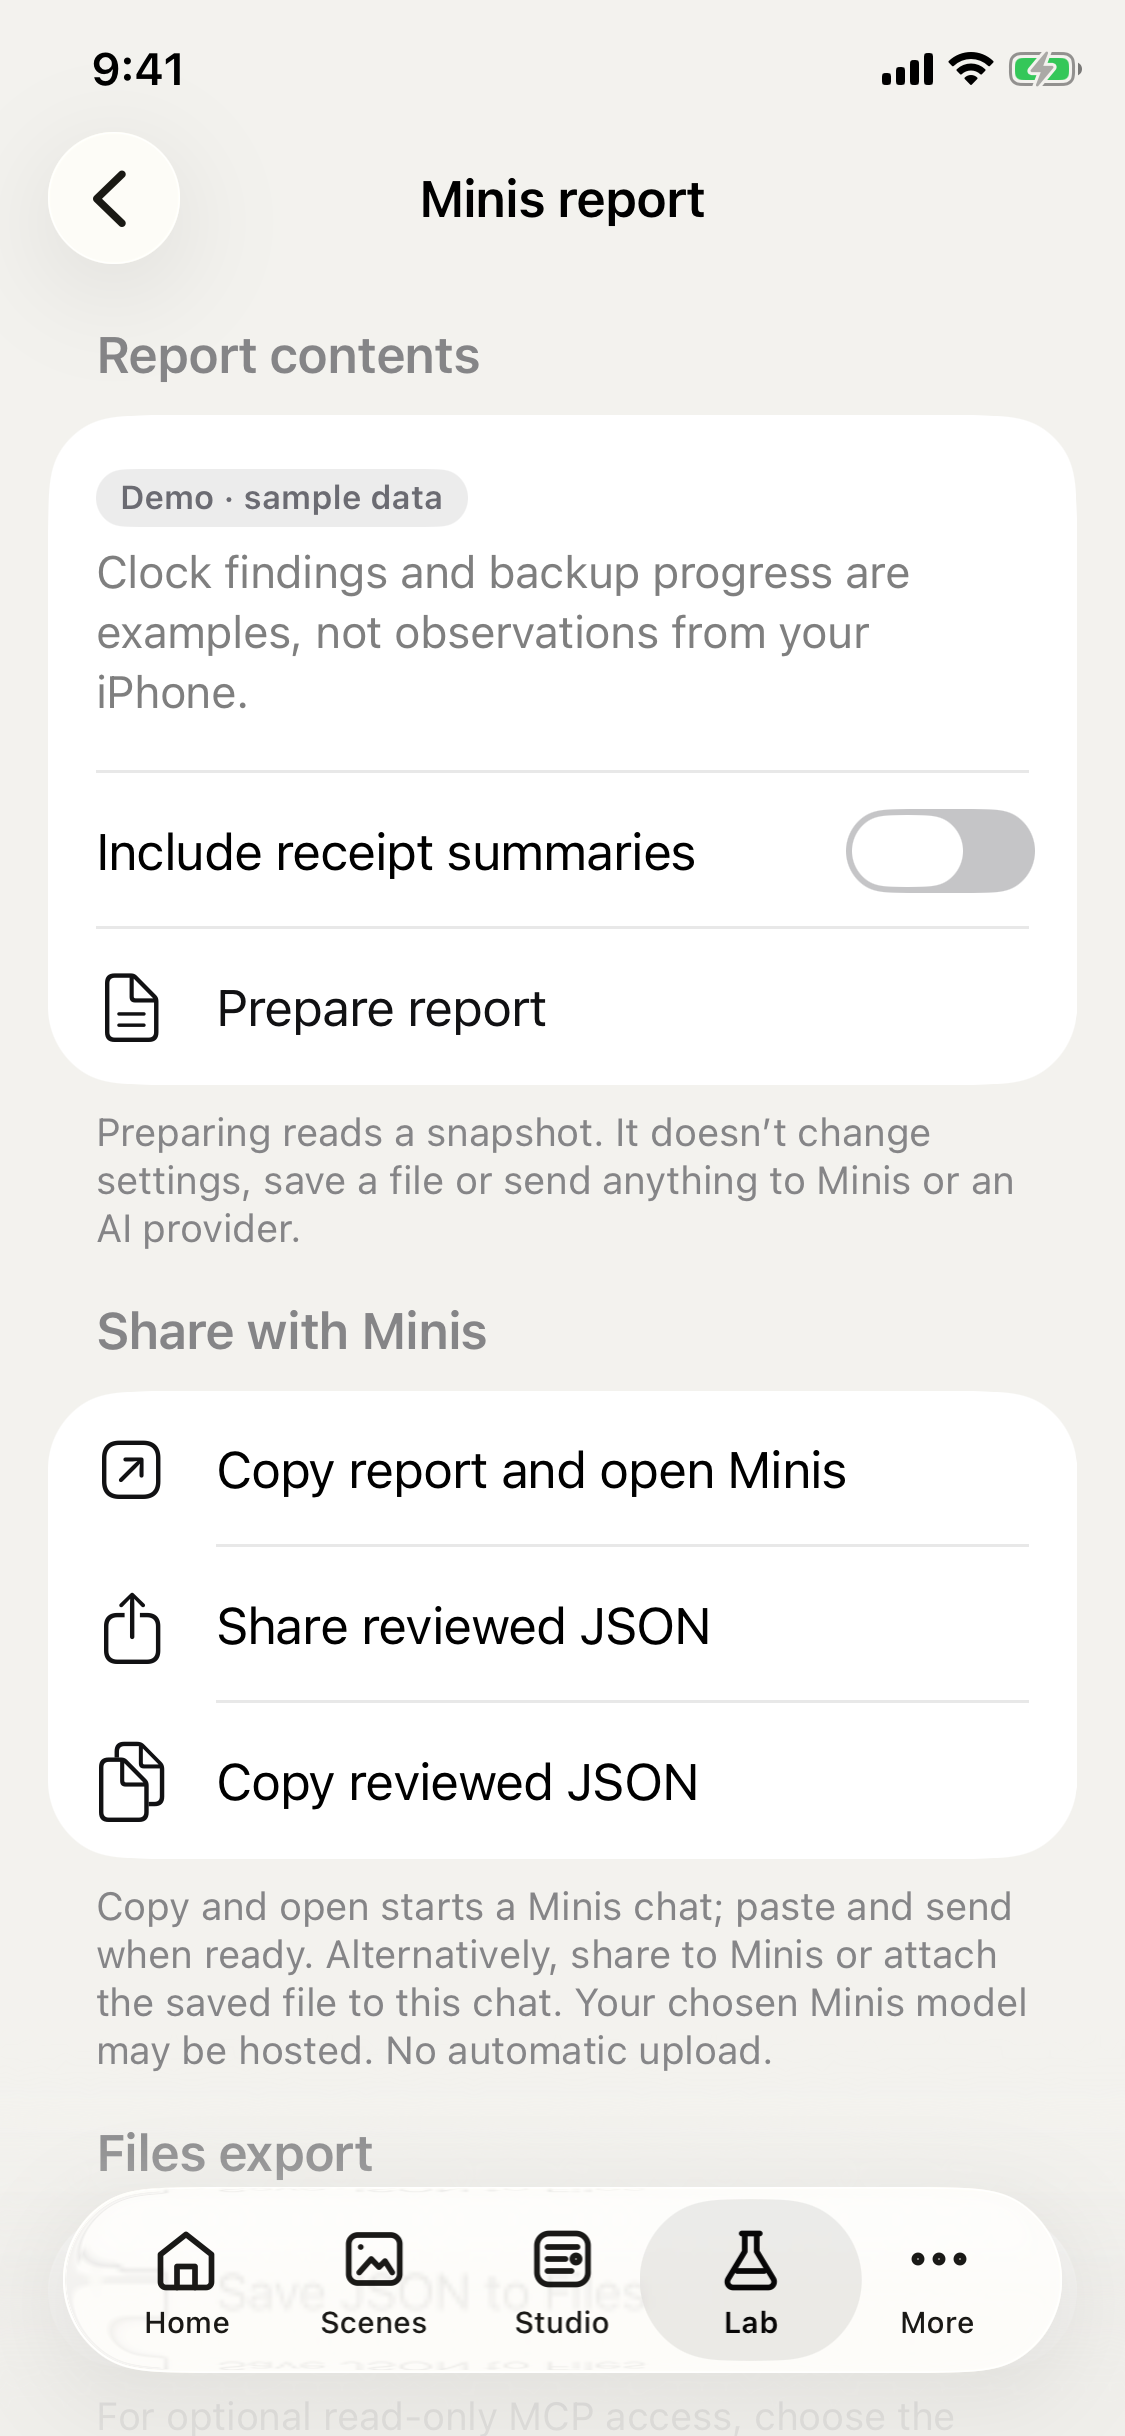 9:41
Minis report
Report contents
Demo · sample data
Clock findings and backup progress are
examples, not observations from your
iPhone.
Include receipt summaries
Prepare report
Preparing reads a snapshot. It doesn’t change
settings, save a file or send anything to Minis or an
AI provider.
Share with Minis
Copy report and open Minis
Share reviewed JSON
Copy reviewed JSON
Copy and open starts a Minis chat; paste and send
when ready. Alternatively, share to Minis or attach
the saved file to this chat. Your chosen Minis model
may be hosted. No automatic upload.
Files export
Save JSON to Files
Home
Scenes
Studio
Lab
More
For optional read-only MCP access, choose the